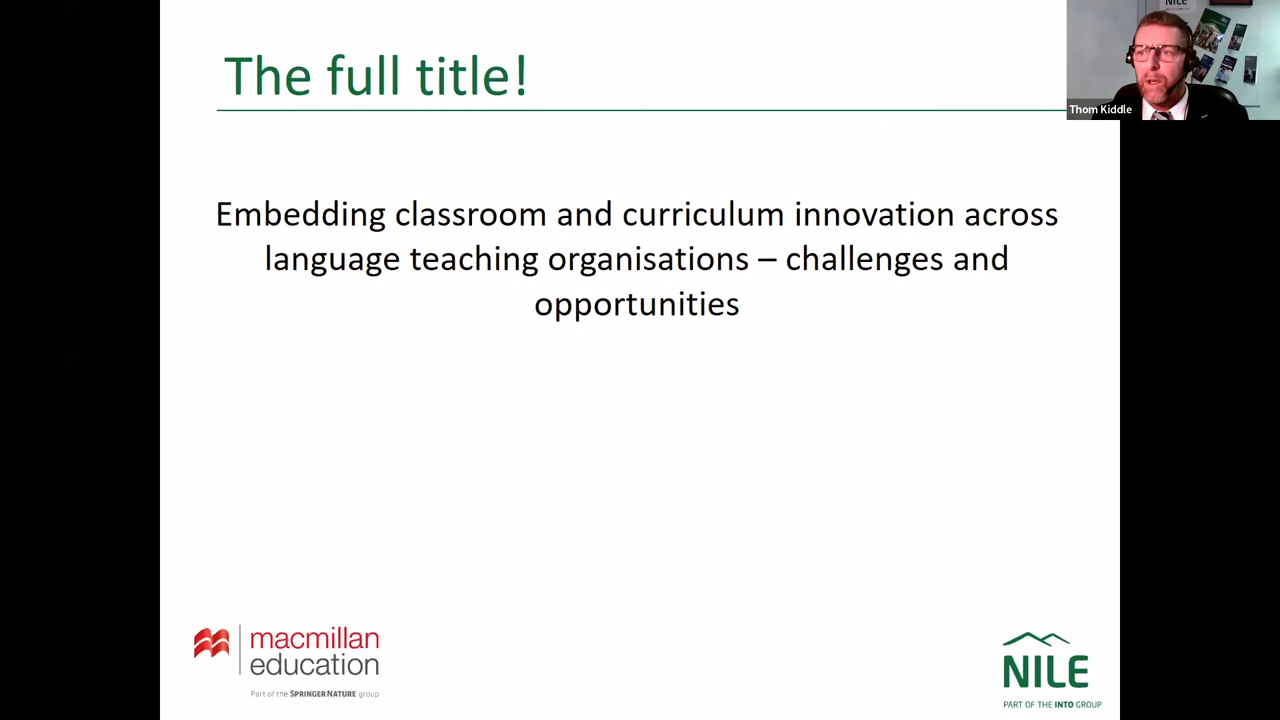 The full title!
NILE
Thom Kiddle
Embedding classroom and curriculum innovation across
language teaching organisations – challenges and
opportunities
macmillan
education
Part of the SPRINGER NATURE group
NILE
PART OF THE INTO GROUP